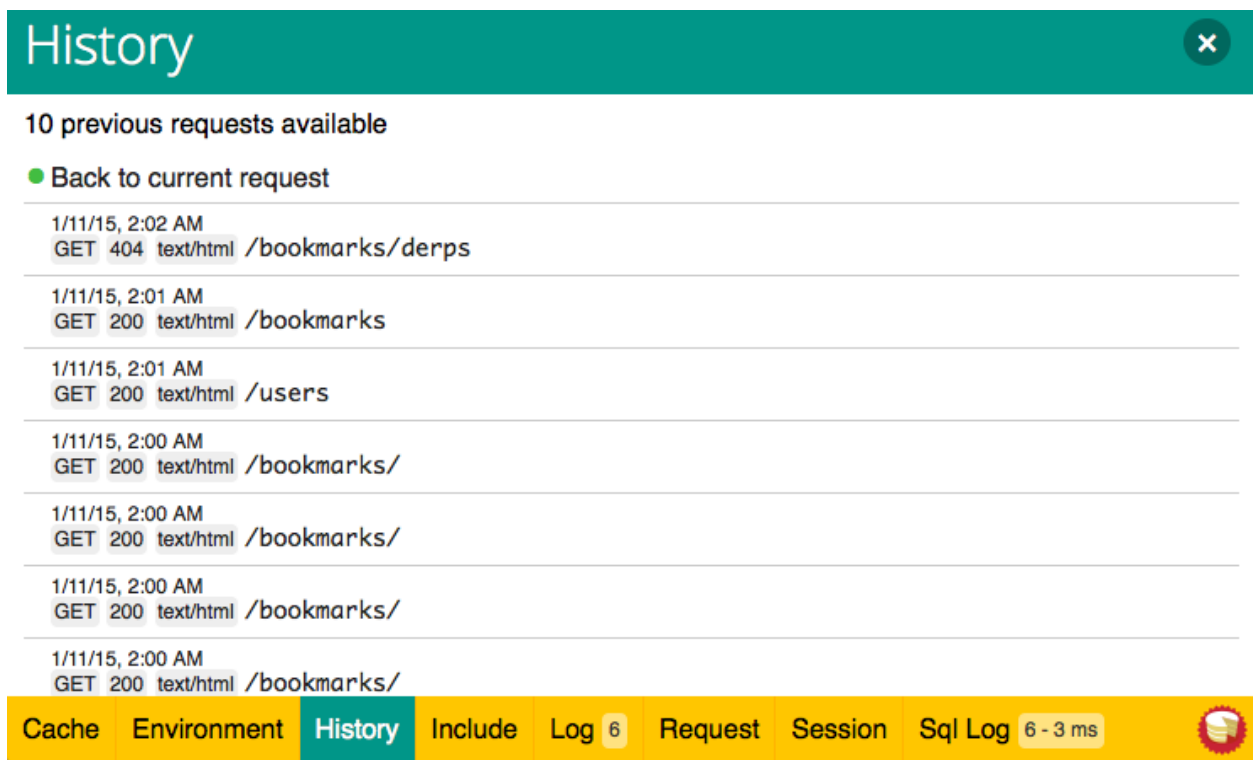 History
10 previous requests available
Back to current request
1/11/15, 2:02 AM
GET 404 text/html /bookmarks/derps
1/11/15, 2:01 AM
GET 200 text/html /bookmarks
1/11/15, 2:01 AM
GET 200 text/html /users
1/11/15, 2:00 AM
GET 200 text/html /bookmarks/
1/11/15, 2:00 AM
GET 200 text/html /bookmarks/
1/11/15, 2:00 AM
GET 200 text/html /bookmarks/
1/11/15, 2:00 AM
GET 200 text/html /bookmarks/
Cache Environment History Include Log 6 Request Session Sql Log 6 - 3 ms